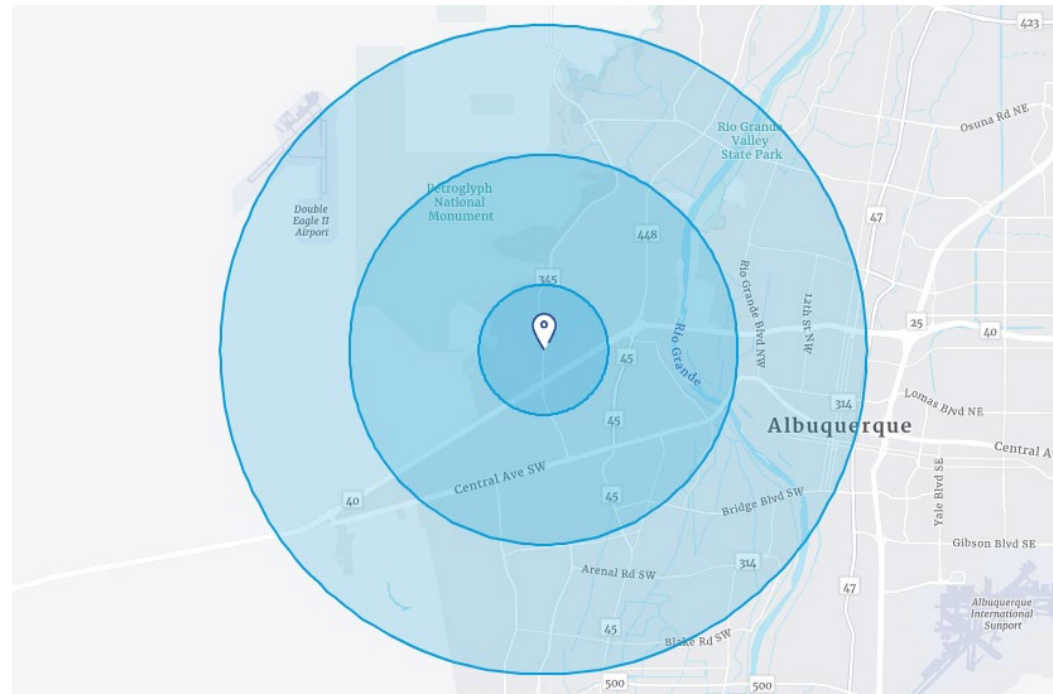 423
Osuna Rd NE
Rio Grande
Valley
State Park
Petroglyph
National
Monument
Double
Eagle II
Airport
47
448
345
Rio Grande Blvd NW
12th St NW
25
40
Rio Grande
45
Lomas Blvd NE
314
45
Albuquerque
Central A
Central Ave SW
Yale Blvd SE
40
45
Bridge Blvd SW
Gibson Blvd SE
314
Arenal Rd SW
47
Albuquerque
International
Sunport
45
Blake Rd SW
500
500